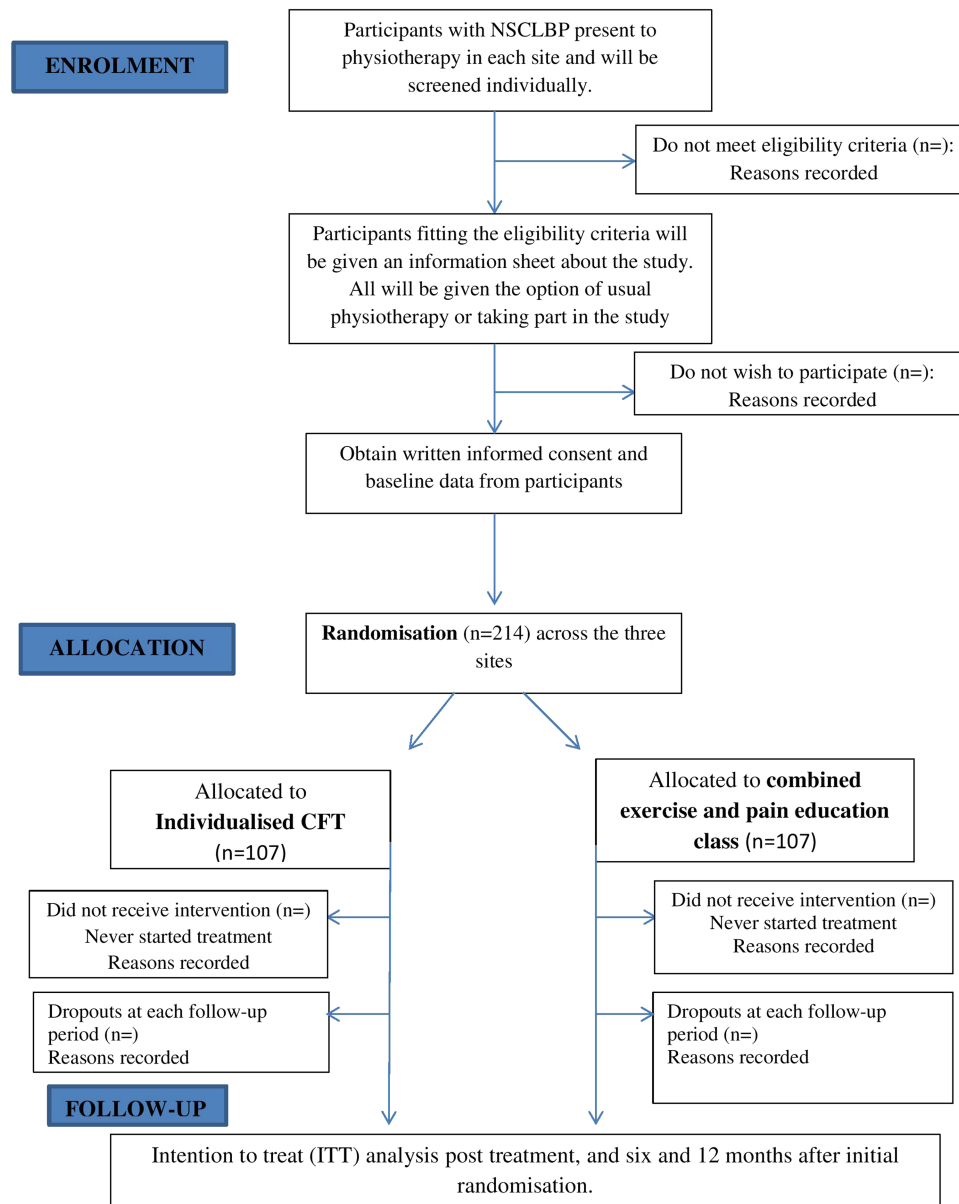 Participants with NSCLBP present to
physiotherapy in each site and will be
screened individually.
ENROLMENT
Do not meet eligibility criteria (n=):
Reasons recorded
Participants fitting the eligibility criteria will
be given an information sheet about the study.
All will be given the option of usual
physiotherapy or taking part in the study
Do not wish to participate (n=):
Reasons recorded
Obtain written informed consent and
baseline data from participants
ALLOCATION
Randomisation (n=214) across the three
sites
Allocated to
Individualised CFT
(n=107)
Allocated to combined
exercise and pain education
class (n=107)
Did not receive intervention (n=)
Never started treatment
Reasons recorded
Did not receive intervention (n=)
Never started treatment
Reasons recorded
Dropouts at each follow-up
period (n=)
Reasons recorded
Dropouts at each follow-up
period (n=)
Reasons recorded
FOLLOW-UP
Intention to treat (ITT) analysis post treatment, and six and 12 months after initial
randomisation.